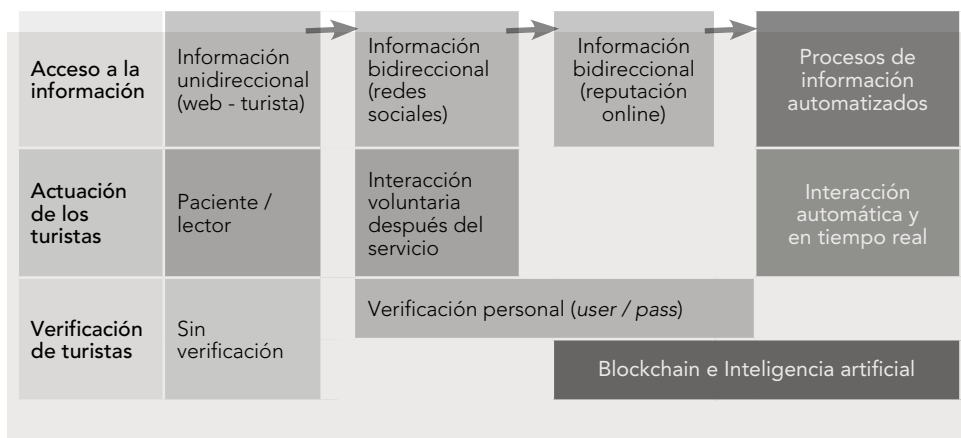 Acceso a la
información
Información
unidireccional
(web - turista)
Información
bidireccional
(redes
sociales)
Información
bidireccional
(reputación
online)
Procesos de
información
automatizados
Actuación
de los
turistas
Paciente /
lector
Interacción
voluntaria
después del
servicio
Interacción
automática y
en tiempo real
Verificación
de turistas
Sin
verificación
Verificación personal (user / pass)
Blockchain e Inteligencia artificial